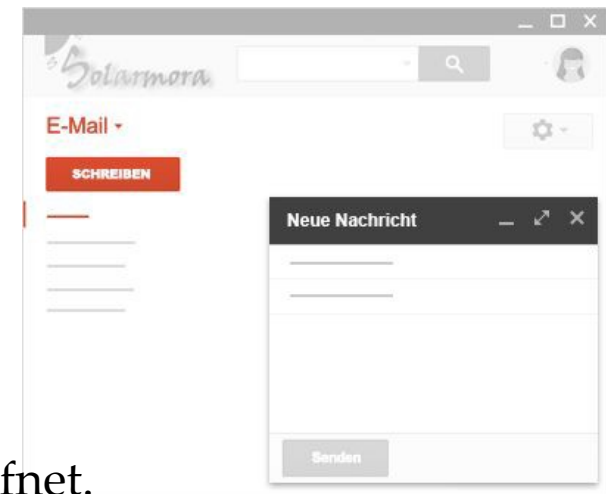 Solarmora
E-Mail
SCHREIBEN
Neue Nachricht
Senden
fnet.